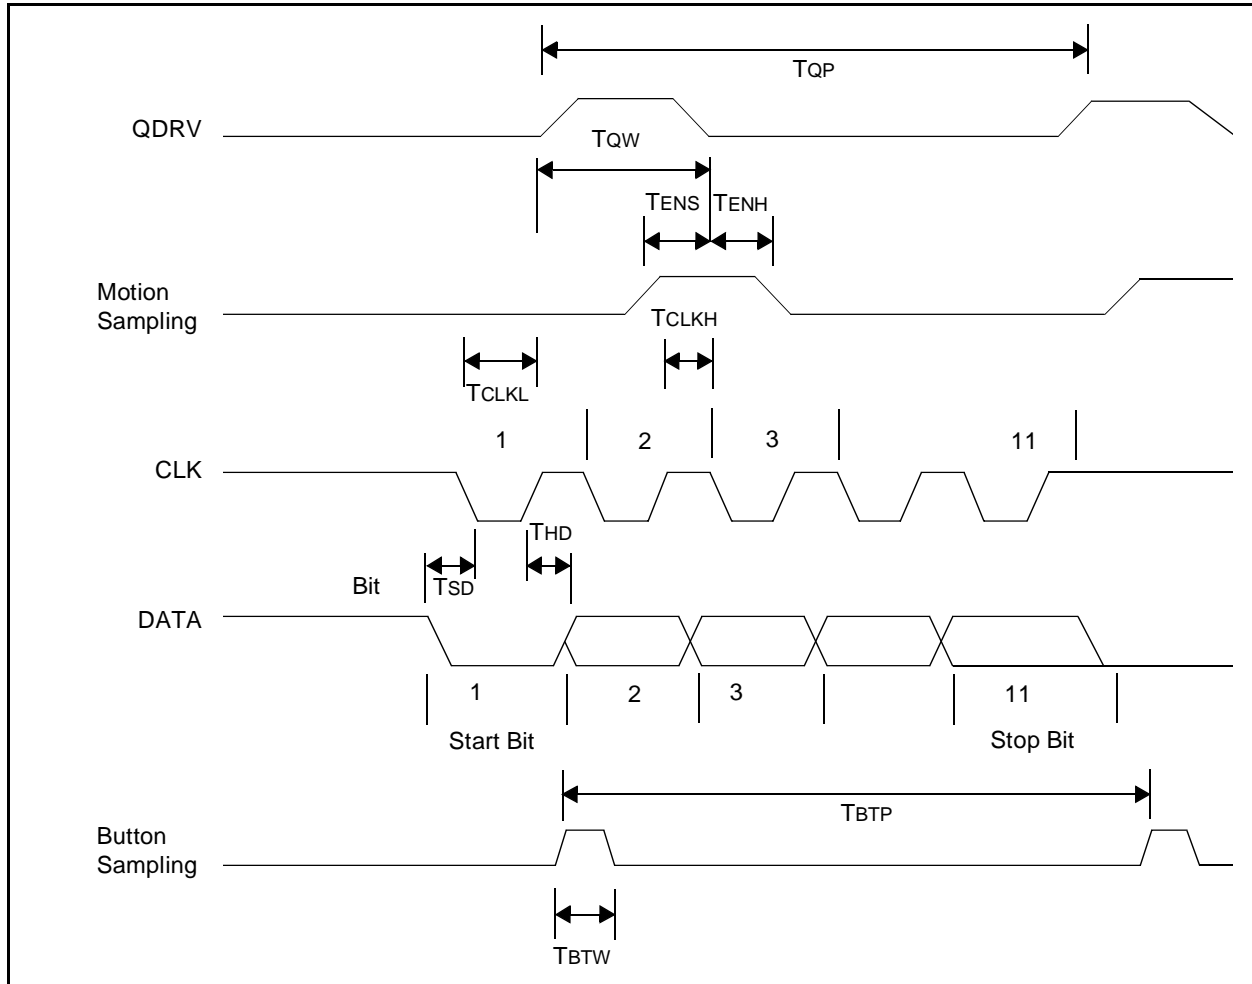 TQP
QDRV
TQW
TENS TENH
Motion
Sampling
TCLKH
TCLKL
1 2 3 11
CLK
THD
Bit TSD
DATA
1 2 3 11
Start Bit Stop Bit
TBTP
Button
Sampling
TBTW